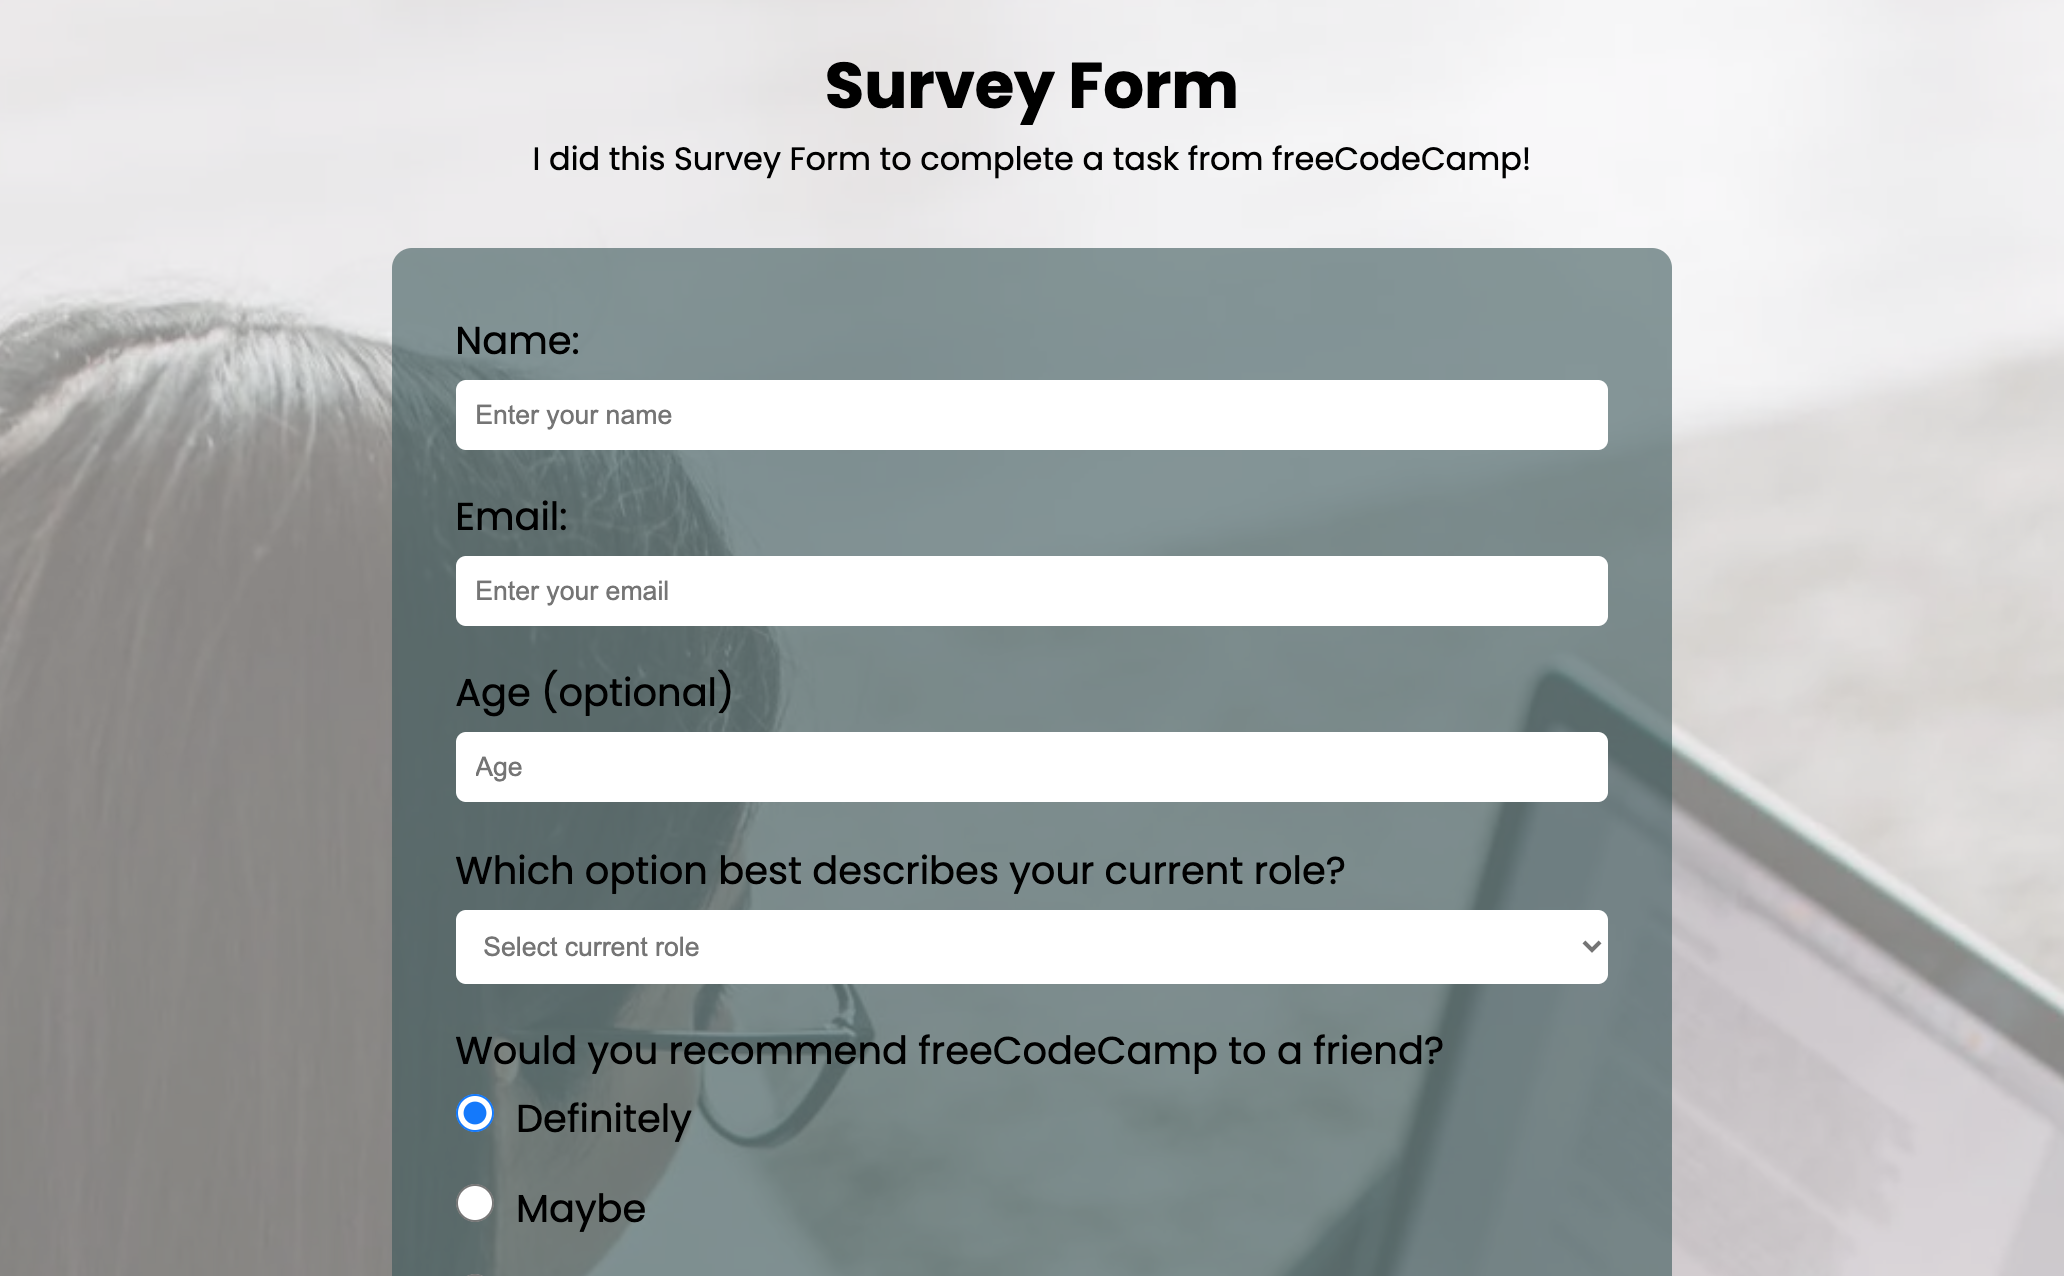 Survey Form
I did this Survey Form to complete a task from freeCodeCamp!
Name:
Enter your name
Email:
Enter your email
Age (optional)
Age
Which option best describes your current role?
Select current role
Would you recommend freeCodeCamp to a friend?
Definitely
Maybe